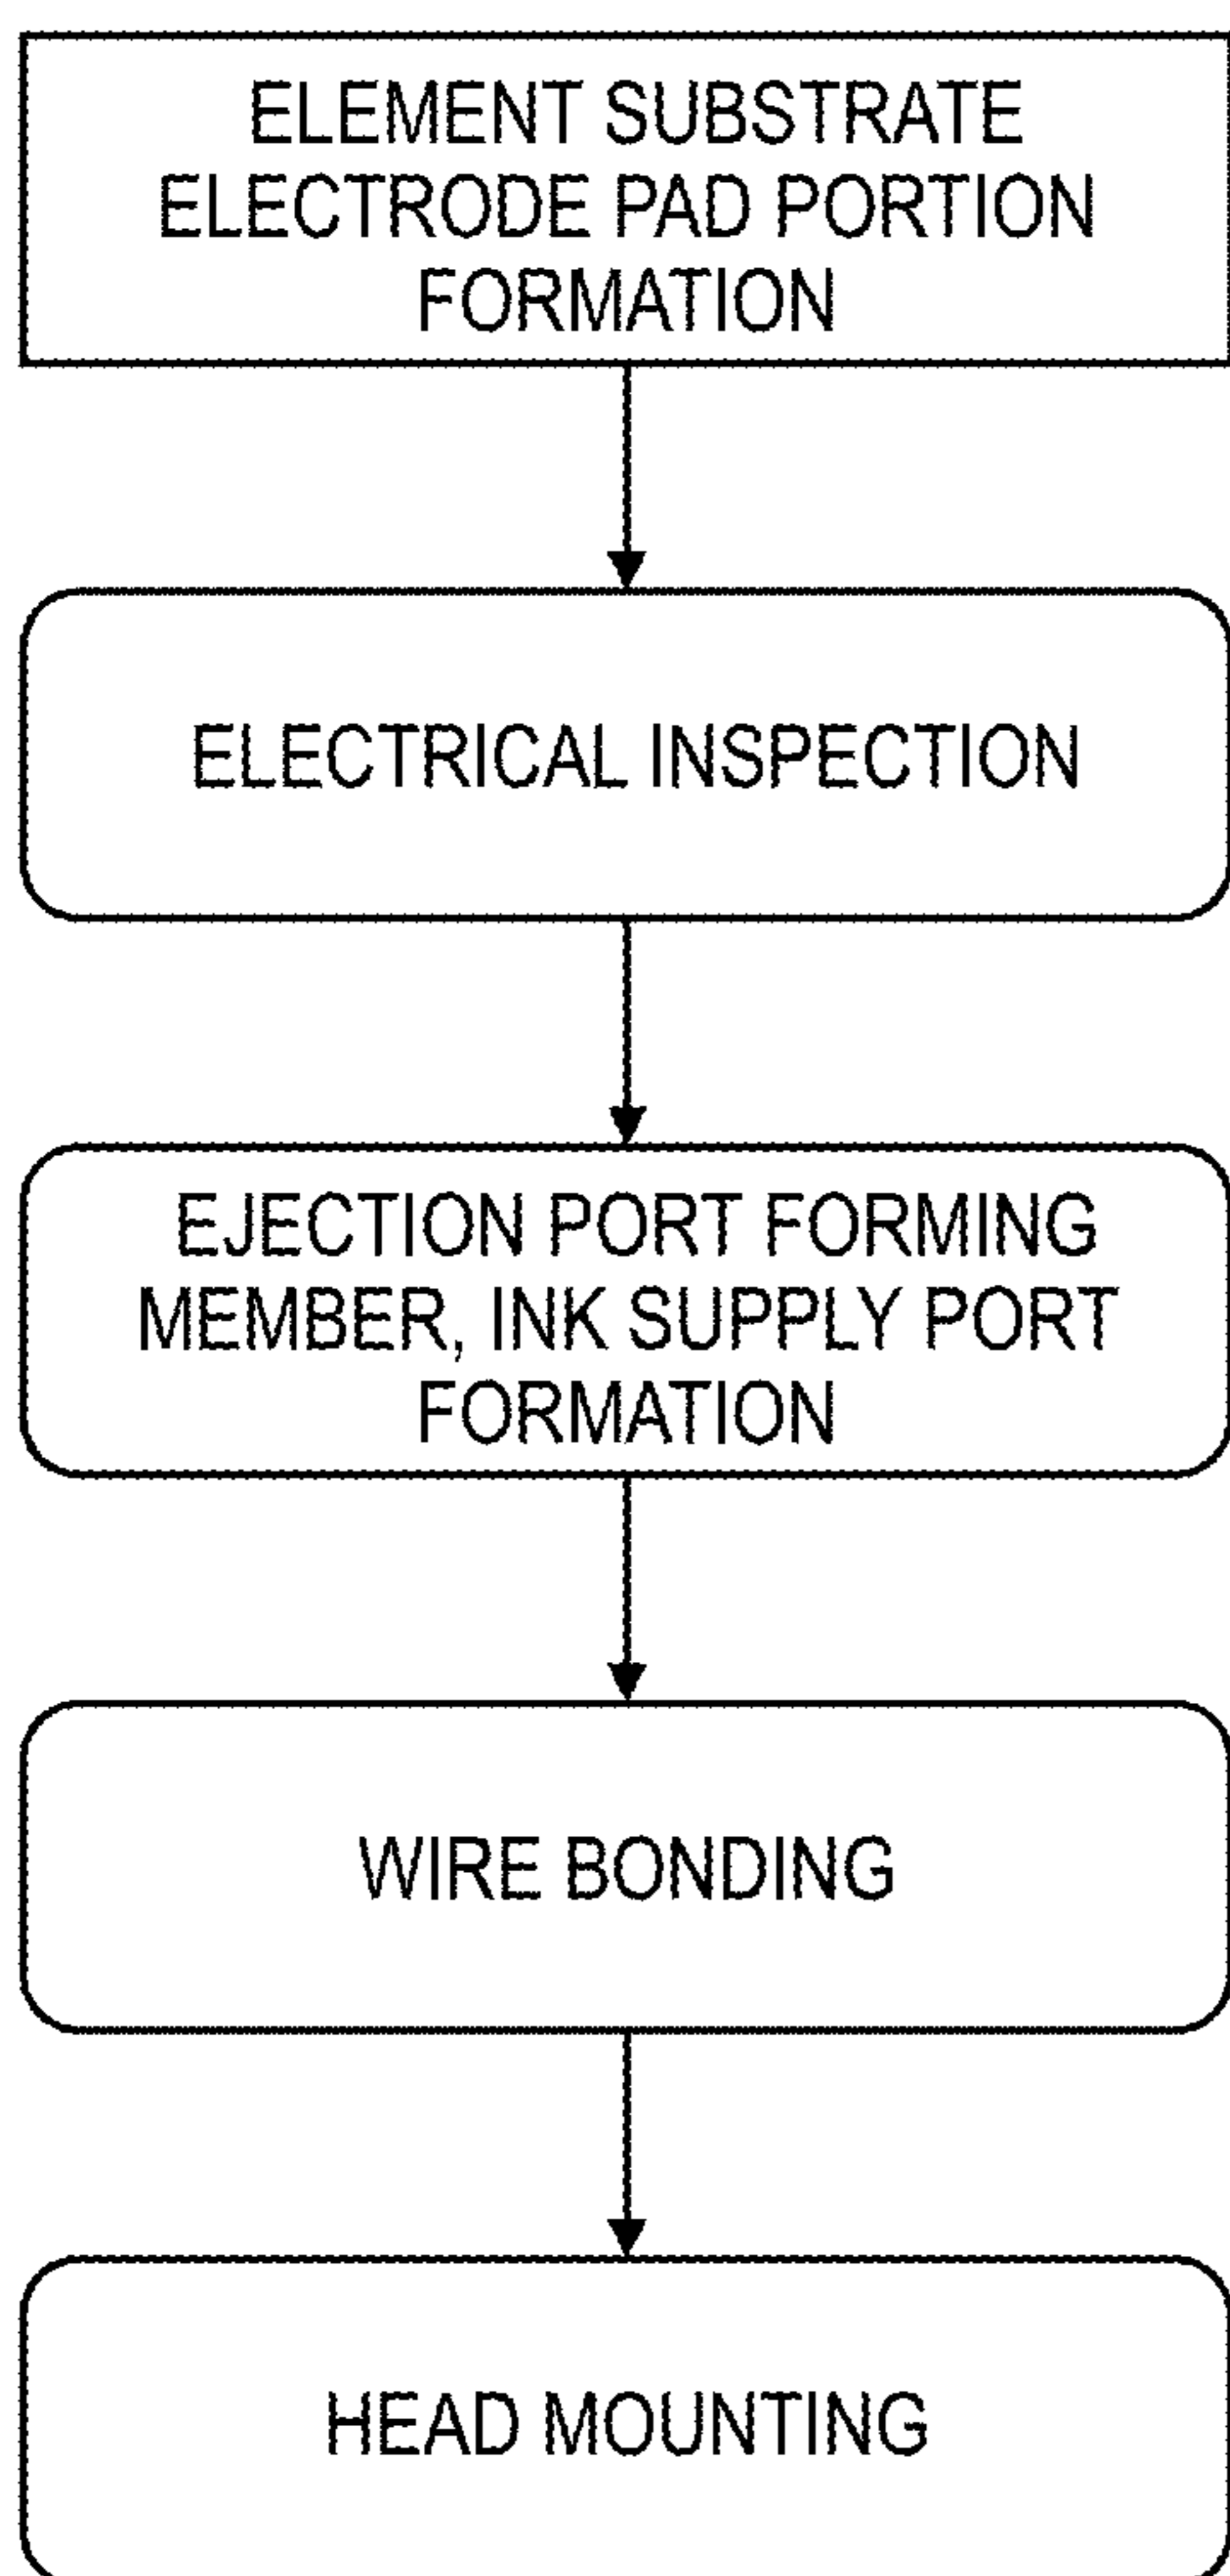 ELEMENT SUBSTRATE
ELECTRODE PAD PORTION
FORMATION
ELECTRICAL INSPECTION
EJECTION PORT FORMING
MEMBER, INK SUPPLY PORT
FORMATION
WIRE BONDING
HEAD MOUNTING